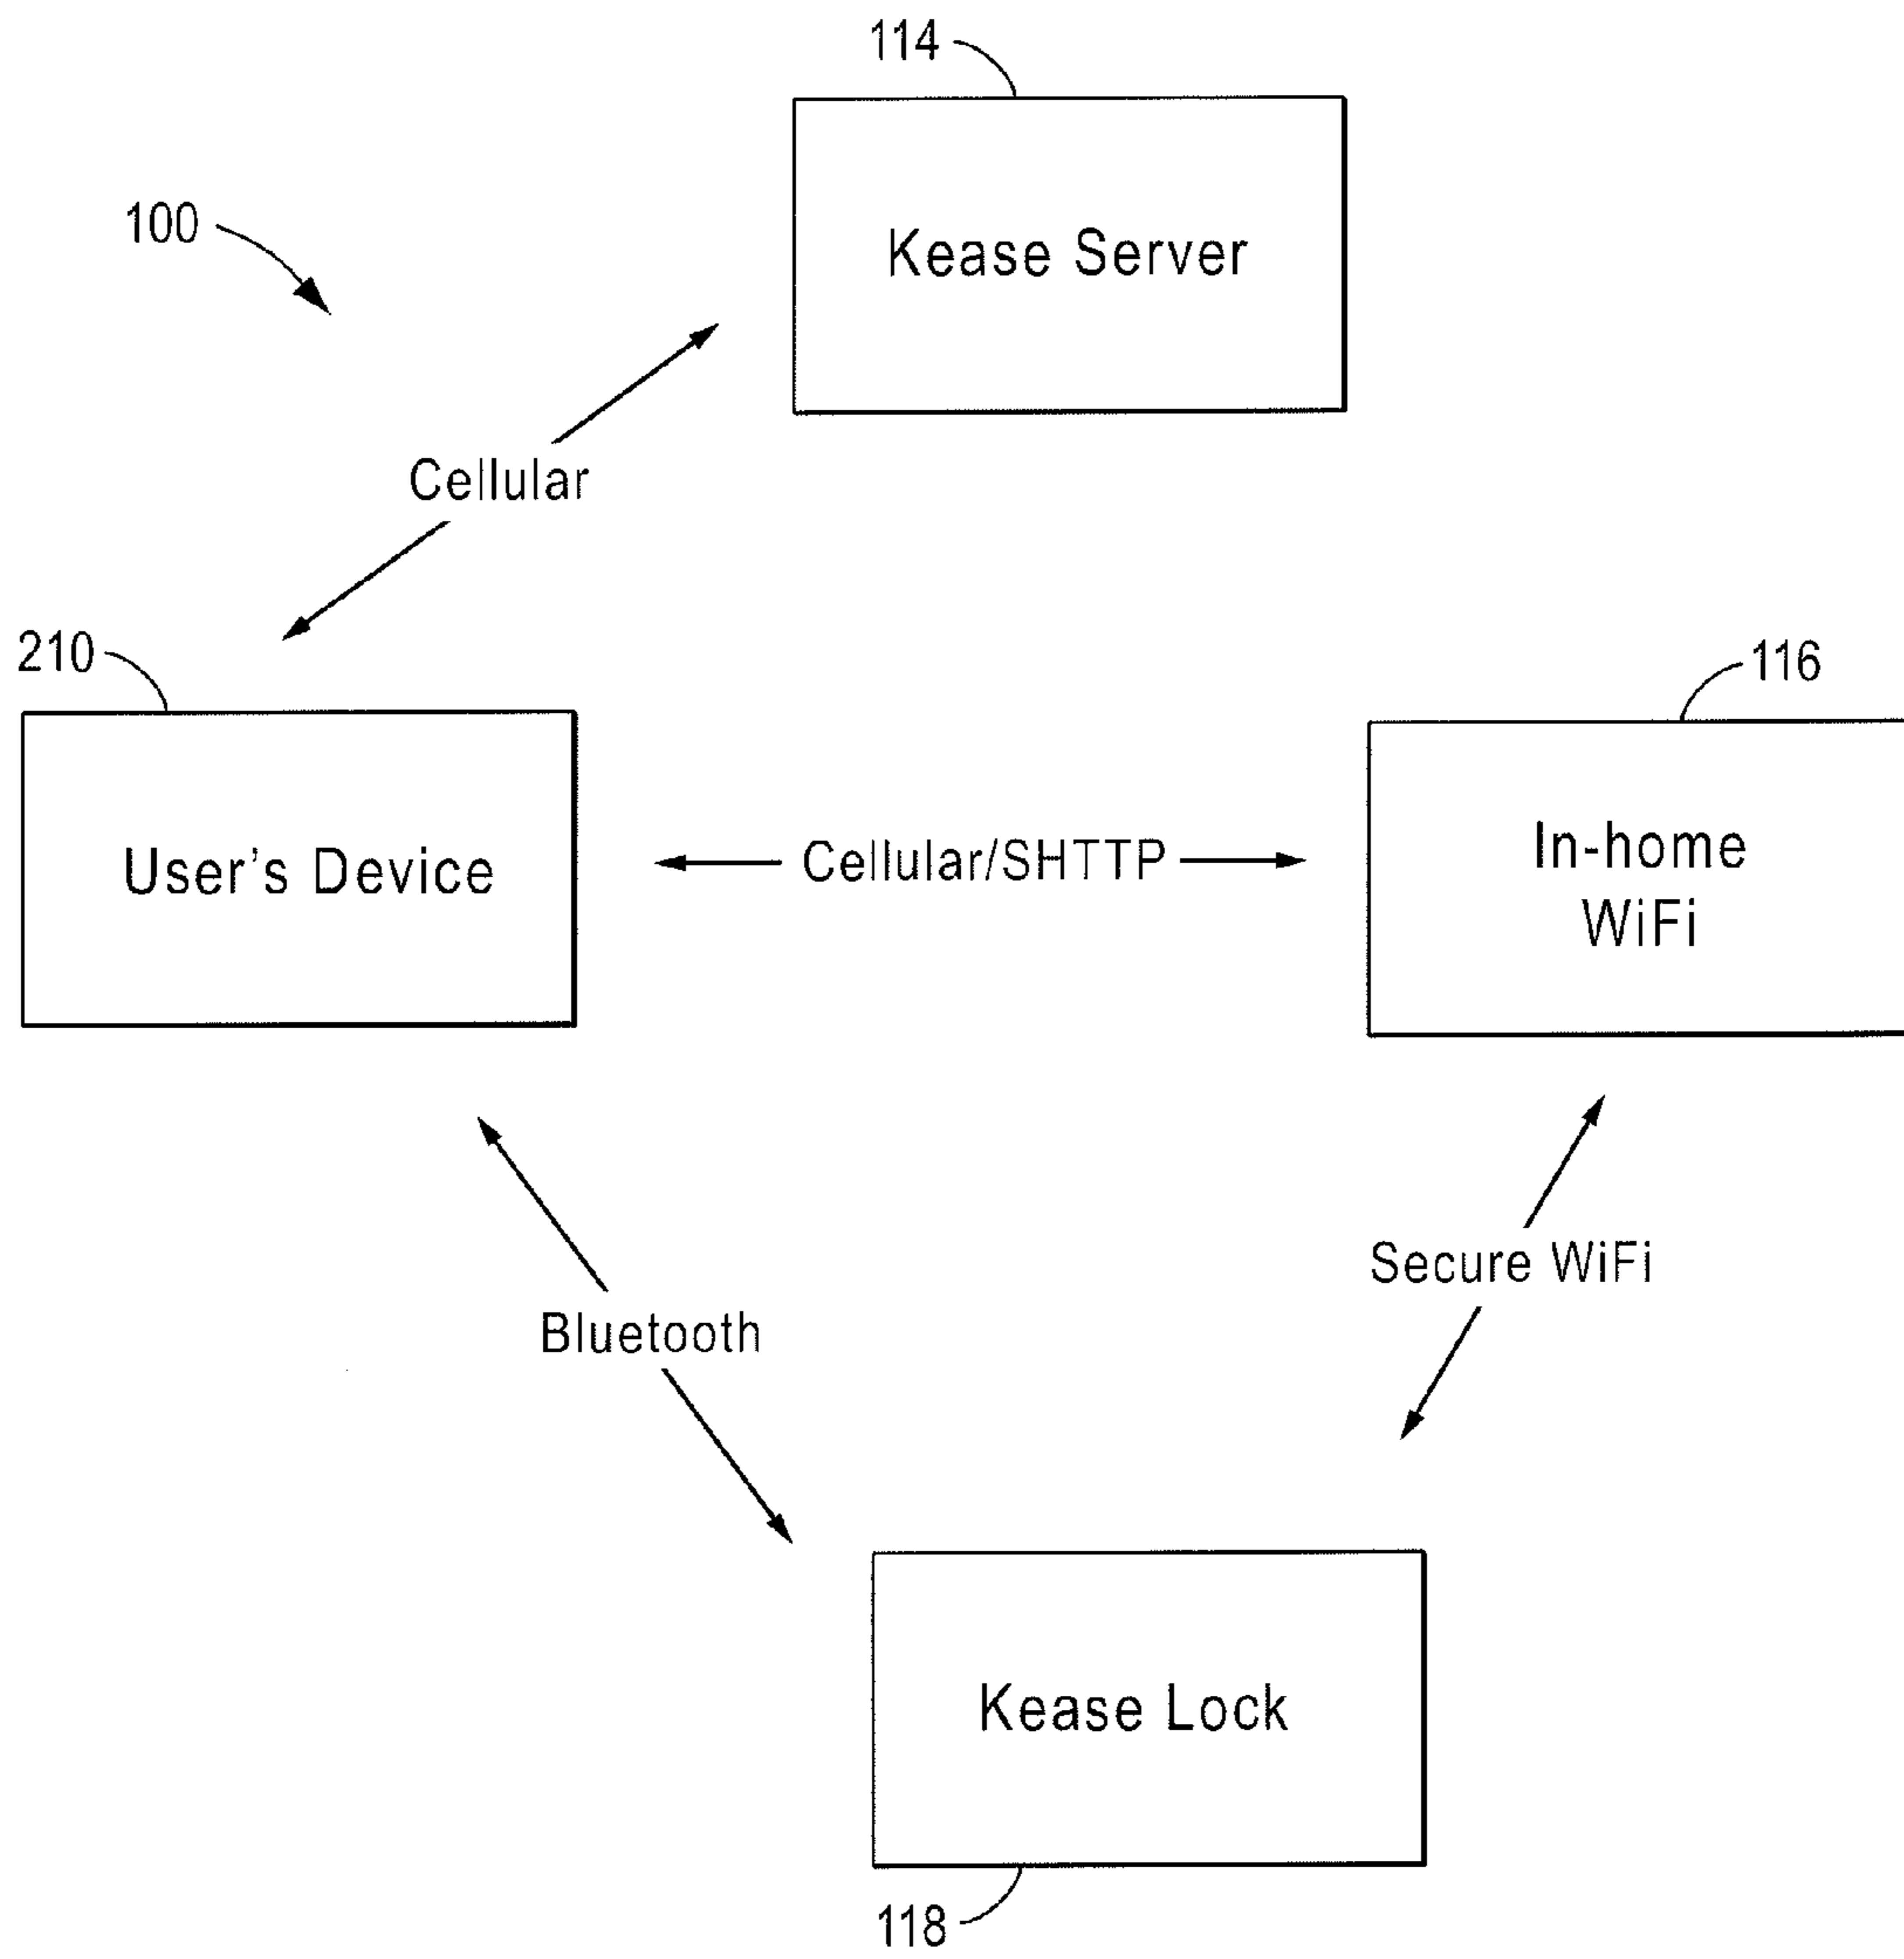 114
Kease Server
100
Cellular
210
User's Device
Cellular/SHTTP
116
In-home
WiFi
Secure WiFi
Bluetooth
Kease Lock
118